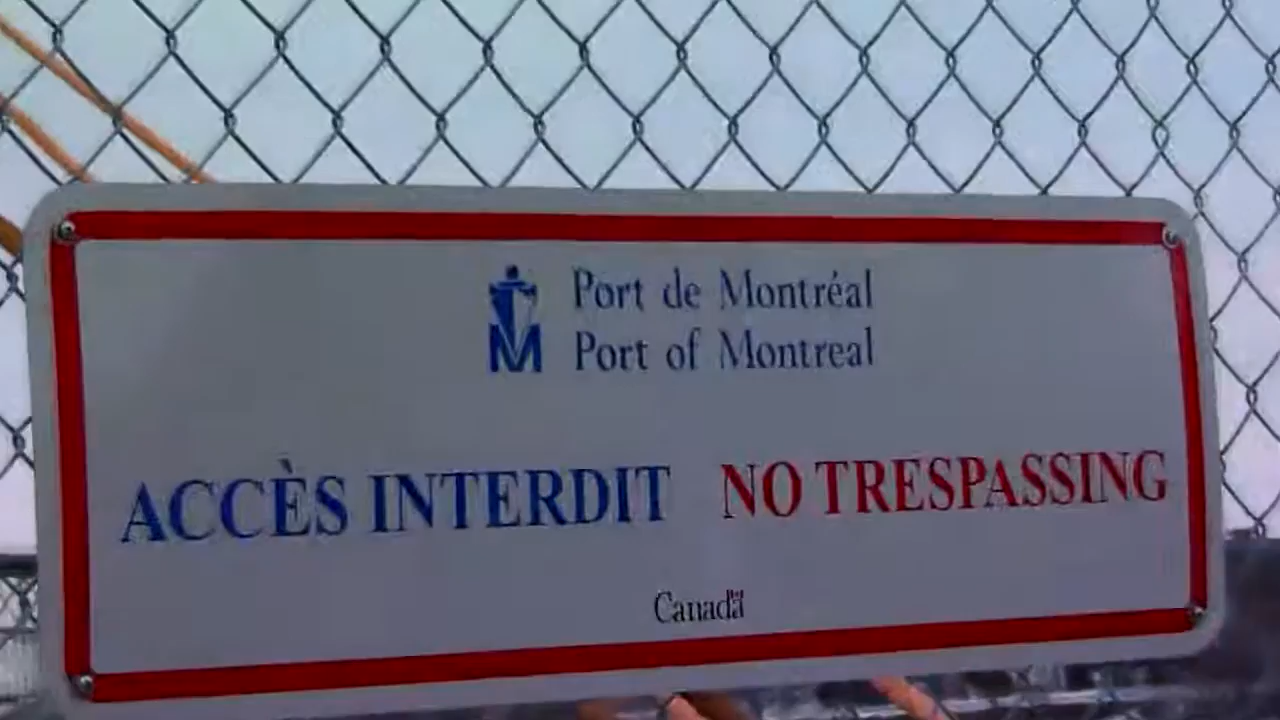 Port de Montréal
Port of Montreal
ACCÈS INTERDIT NO TRESPASSING
Canada